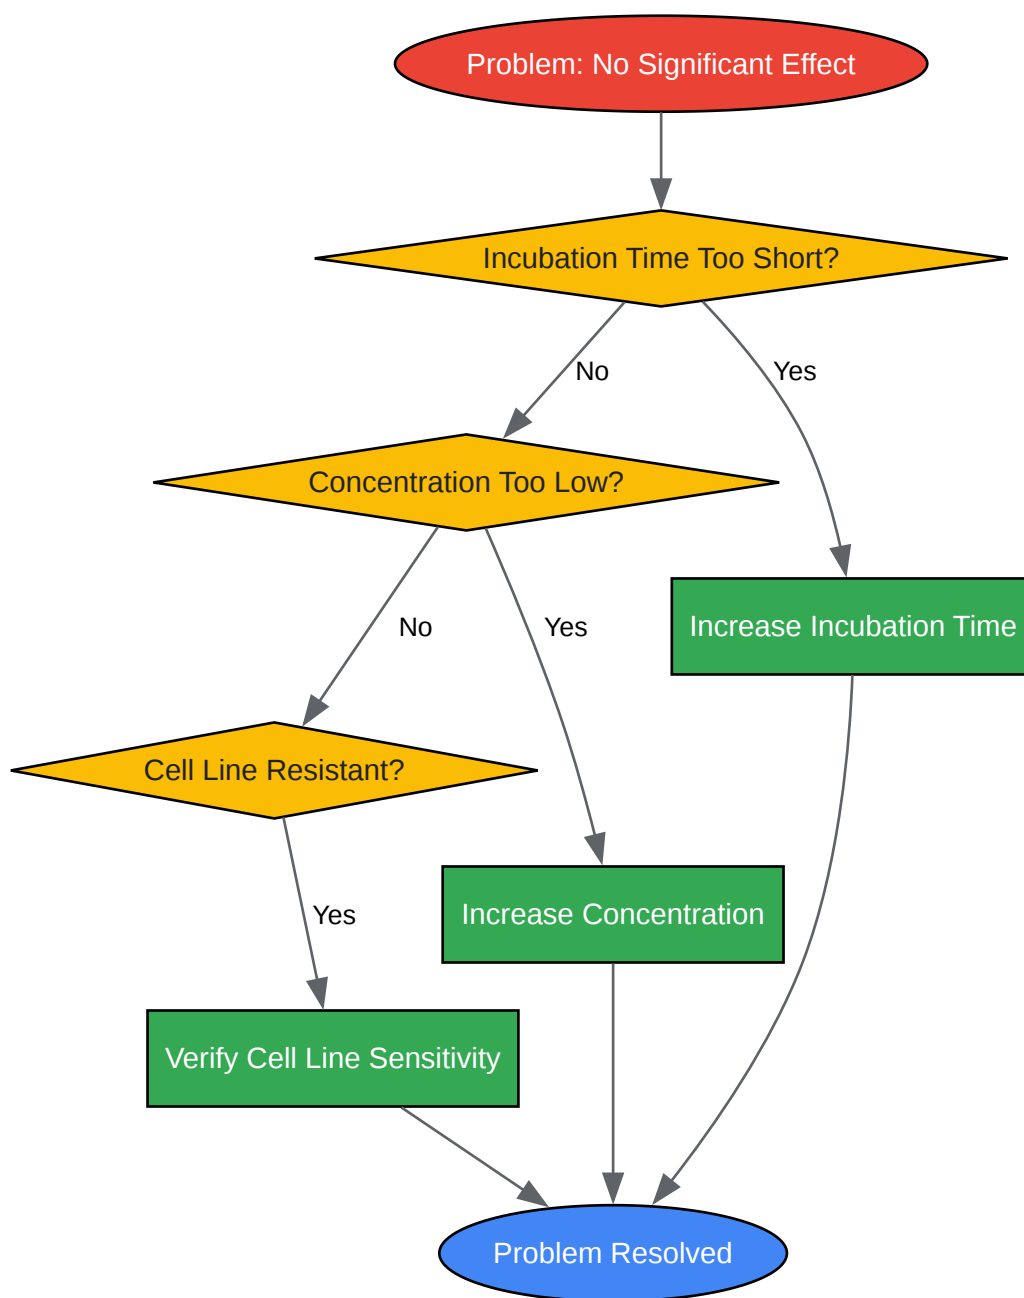 Problem: No Significant Effect
Incubation Time Too Short?
No
Yes
Concentration Too Low?
No
Yes
Increase Incubation Time
Cell Line Resistant?
Yes
Increase Concentration
Verify Cell Line Sensitivity
Problem Resolved